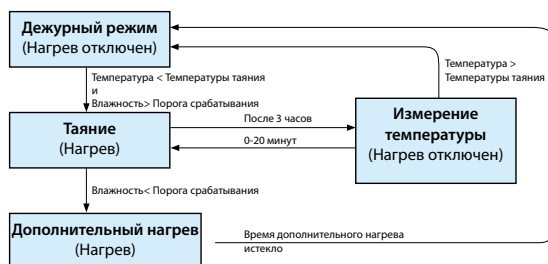 Дежурный режим
(Нагрев отключен)
Температура < Температуры таяния
и
Влажность> Порога срабатывания
Температура >
Температуры таяния
Таяние
(Нагрев)
После 3 часов
0-20 минут
Измерение
температуры
(Нагрев отключен)
Влажность< Порога срабатывания
Дополнительный нагрев
(Нагрев)
Время дополнительного нагрева
истекло